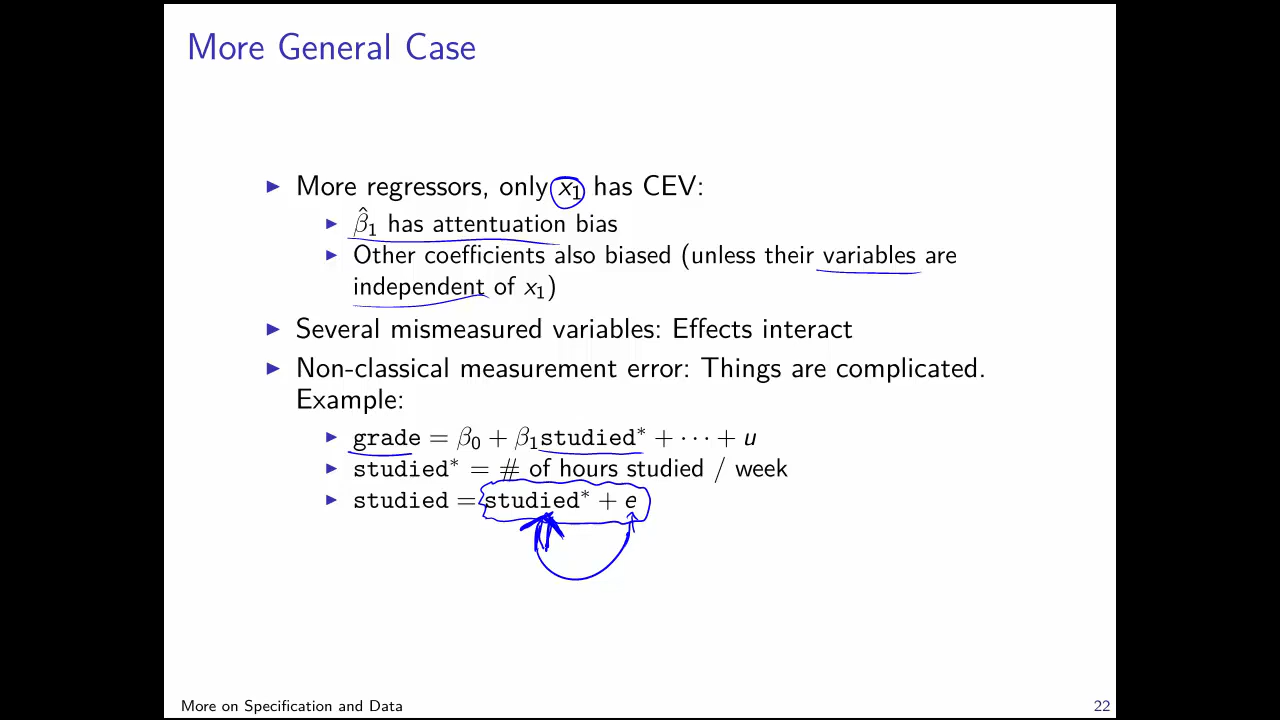 More General Case
▶ More regressors, only x₁ has CEV:
▶ β̂₁ has attentuation bias
▶ Other coefficients also biased (unless their variables are
independent of x₁)
▶ Several mismeasured variables: Effects interact
▶ Non-classical measurement error: Things are complicated.
Example:
▶ grade = β₀ + β₁studied* + ⋯ + u
▶ studied* = # of hours studied / week
▶ studied = studied* + e
More on Specification and Data 22